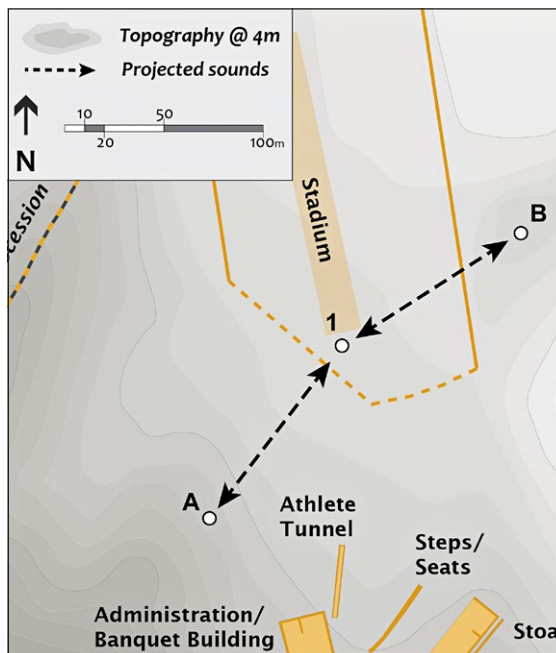 Topography @ 4m
Projected sounds
10 50
20 100m
N
cession
Stadium
B
1
A
Athlete
Tunnel
Steps/
Seats
Administration/
Banquet Building
Stoa